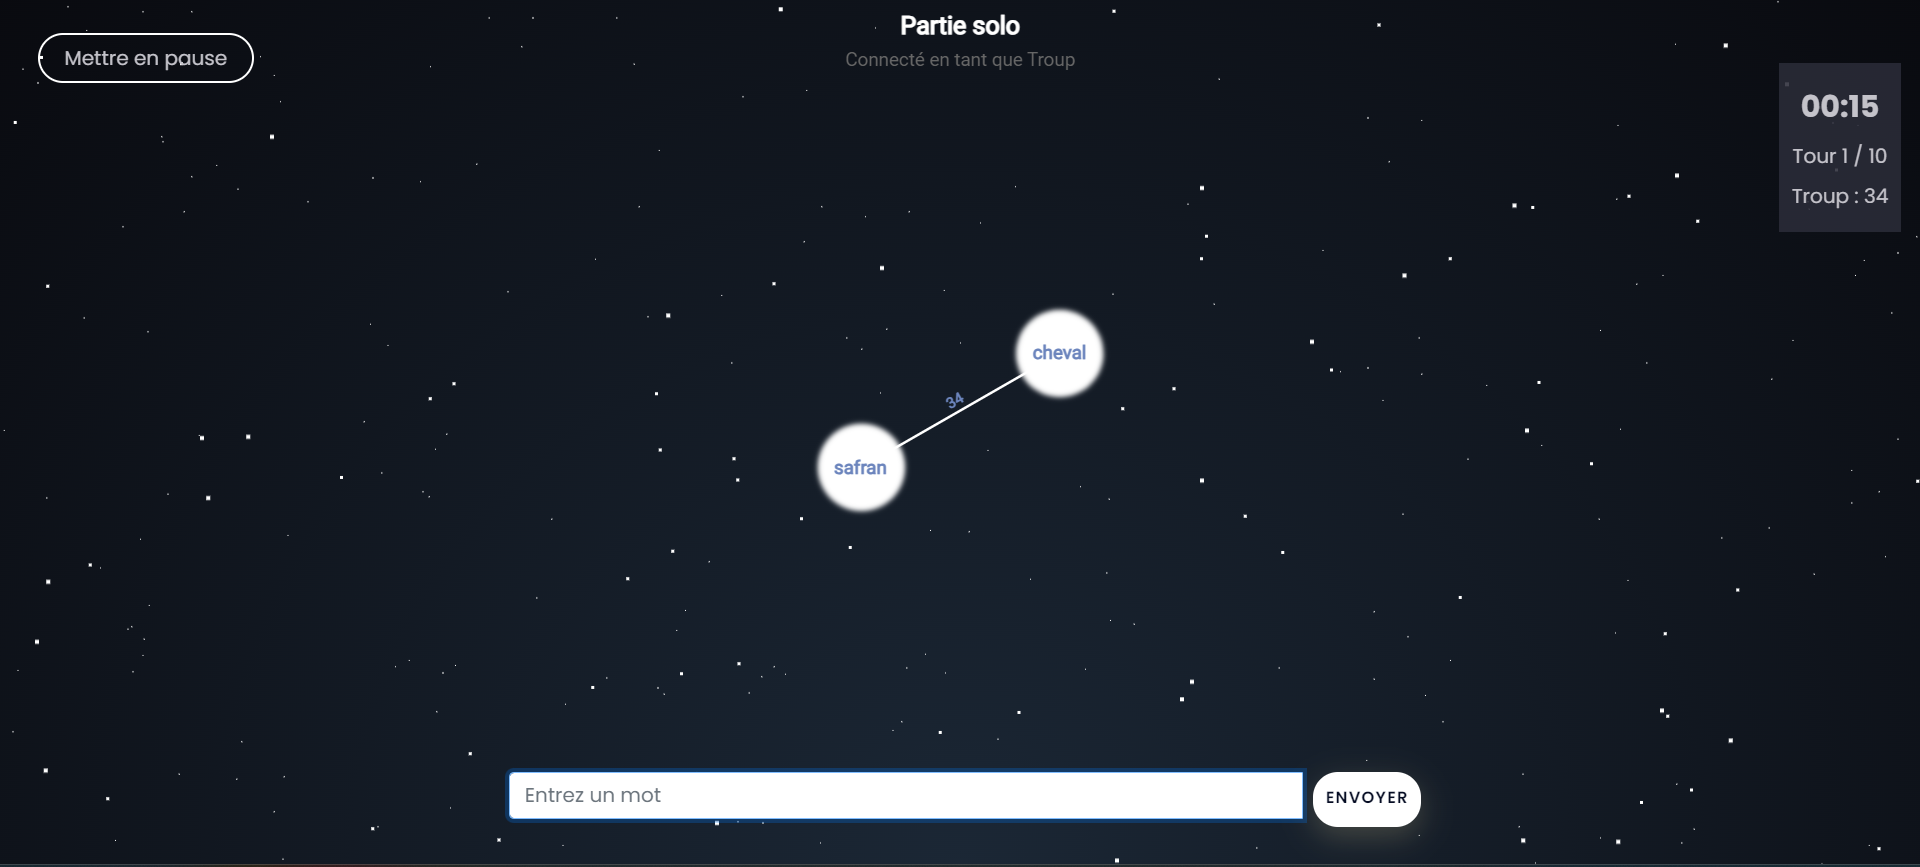 Partie solo
Connecté en tant que Troup
Mettre en pause
00:15
Tour 1 / 10
Troup : 34
cheval
34
safran
Entrez un mot
ENVOYER